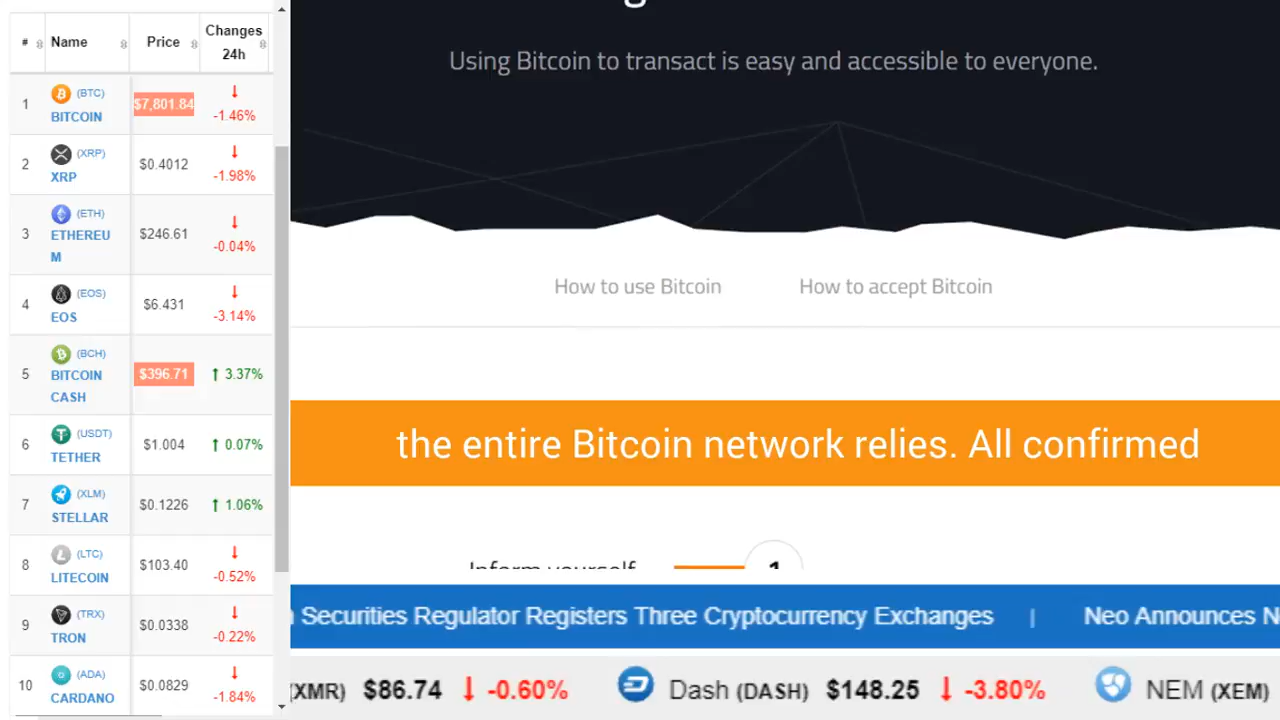 # Name Price Changes 24h
1 (BTC) BITCOIN $7,801.84 -1.46%
2 (XRP) XRP $0.4012 -1.98%
3 (ETH) ETHEREUM $246.61 -0.04%
4 (EOS) EOS $6.431 -3.14%
5 (BCH) BITCOIN CASH $396.71 3.37%
6 (USDT) TETHER $1.004 0.07%
7 (XLM) STELLAR $0.1226 1.06%
8 (LTC) LITECOIN $103.40 -0.52%
9 (TRX) TRON $0.0338 -0.22%
10 (ADA) CARDANO $0.0829 -1.84%
Using Bitcoin to transact is easy and accessible to everyone.
How to use Bitcoin How to accept Bitcoin
the entire Bitcoin network relies. All confirmed
Inform yourself 1
Securities Regulator Registers Three Cryptocurrency Exchanges | Neo Announces
(XMR) $86.74 -0.60% Dash (DASH) $148.25 -3.80% NEM (XEM)